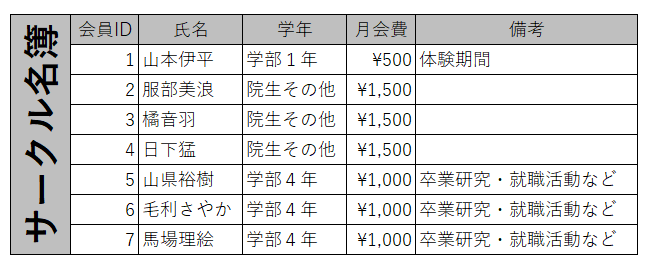 サークル名簿
会員ID 氏名 学年 月会費 備考
1 山本伊平 学部１年 ¥500 体験期間
2 服部美浪 院生その他 ¥1,500
3 橘音羽 院生その他 ¥1,500
4 日下猛 院生その他 ¥1,500
5 山県裕樹 学部４年 ¥1,000 卒業研究・就職活動など
6 毛利さやか 学部４年 ¥1,000 卒業研究・就職活動など
7 馬場理絵 学部４年 ¥1,000 卒業研究・就職活動など